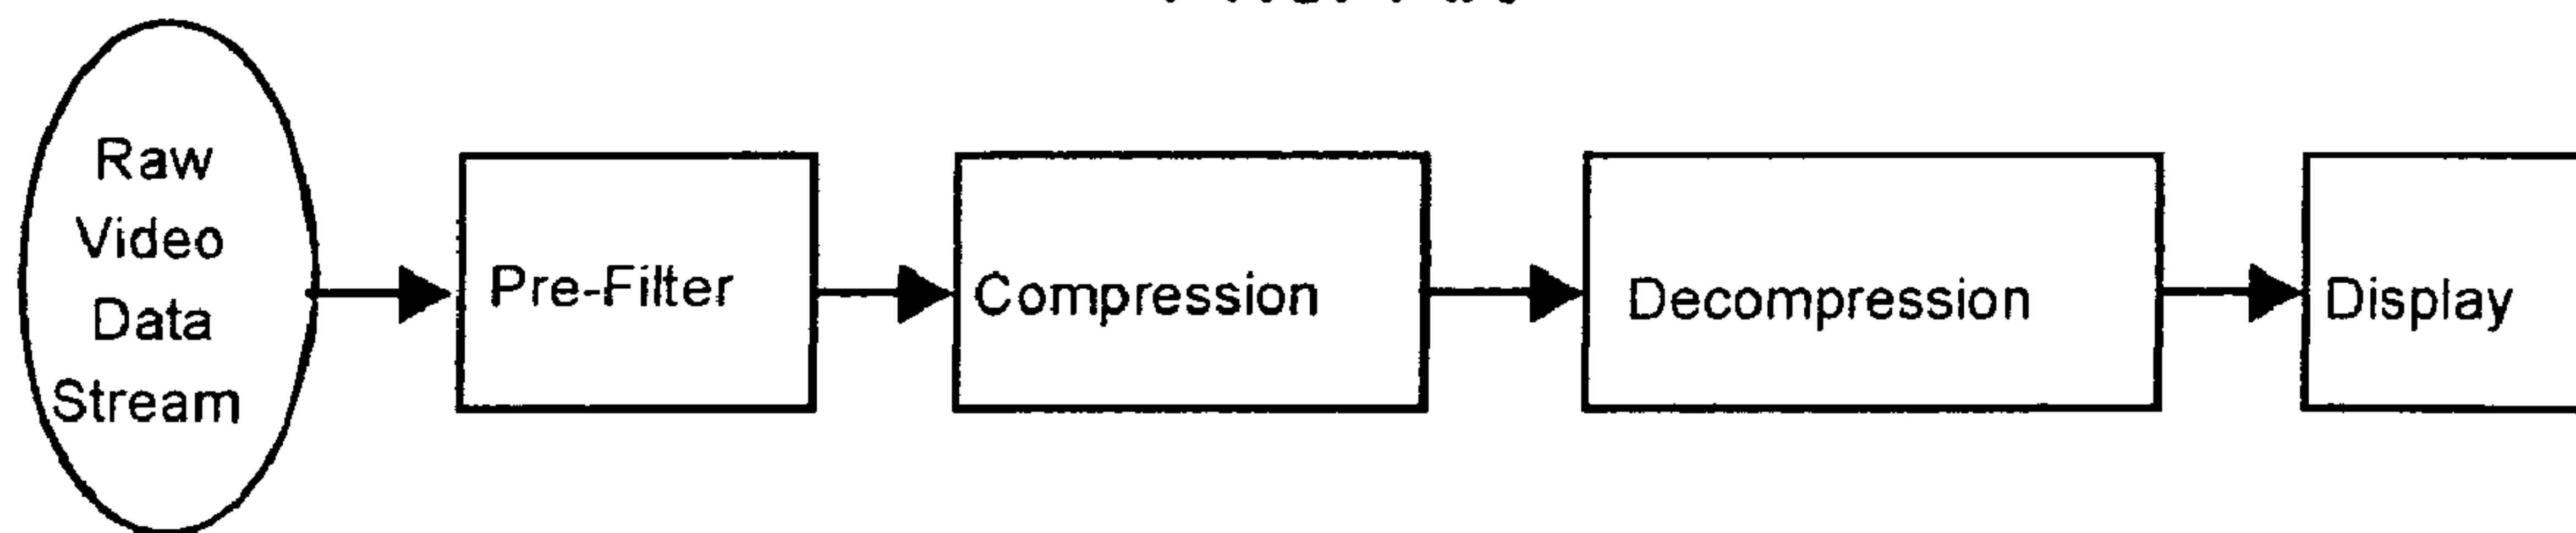 Raw
Video
Data
Stream
Pre-Filter
Compression
Decompression
Display